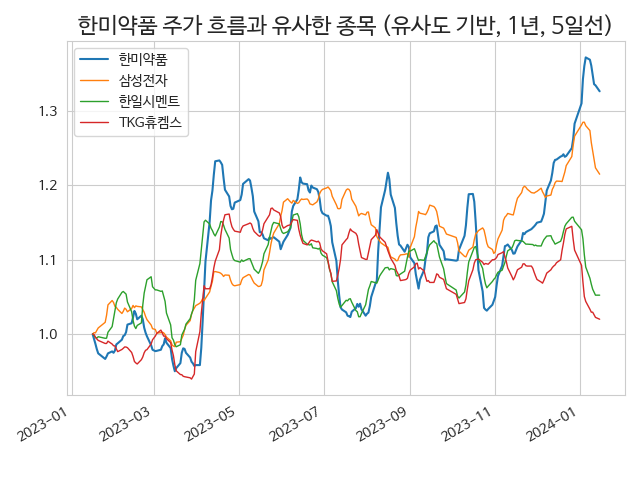 한미약품 주가 흐름과 유사한 종목 (유사도 기반, 1년, 5일선)
한미약품
삼성전자
한일시멘트
TKG휴켐스
1.3
1.2
1.1
1.0
2023-01
2023-03
2023-05
2023-07
2023-09
2023-11
2024-01